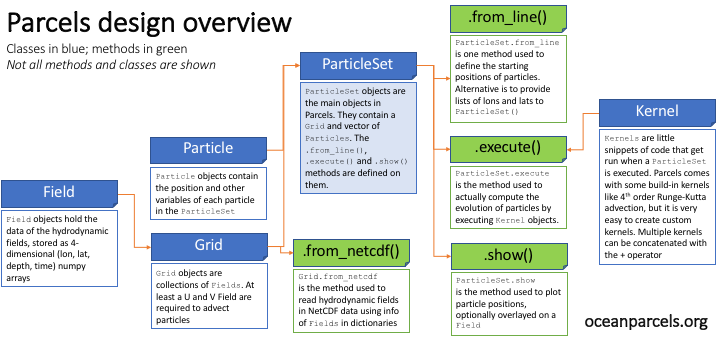 Parcels design overview
Classes in blue; methods in green
Not all methods and classes are shown
Field
Field objects hold the
data of the hydrodynamic
fields, stored as 4-
dimensional (lon, lat,
depth, time) numpy
arrays
Particle
Particle objects contain
the position and other
variables of each particle
in the ParticleSet
Grid
Grid objects are
collections of Fields. At
least a U and V Field are
required to advect
particles
ParticleSet
ParticleSet objects are
the main objects in
Parcels. They contain a
Grid and vector of
Particles. The
.from_line(),
.execute() and .show()
methods are defined on
them.
.from_netcdf()
Grid.from_netcdf
is the method used to
read hydrodynamic fields
in NetCDF data using info
of Fields in dictionaries
.from_line()
ParticleSet.from_line
is one method used to
define the starting
positions of particles.
Alternative is to provide
lists of lons and lats to
ParticleSet()
.execute()
ParticleSet.execute
is the method used to
actually compute the
evolution of particles by
executing Kernel objects.
.show()
ParticleSet.show
is the method used to plot
particle positions,
optionally overlayed on a
Field
Kernel
Kernels are little
snippets of code that get
run when a ParticleSet
is executed. Parcels comes
with some build-in kernels
like 4th order Runge-Kutta
advection, but it is very
easy to create custom
kernels. Multiple kernels
can be concatenated with
the + operator
oceanparcels.org